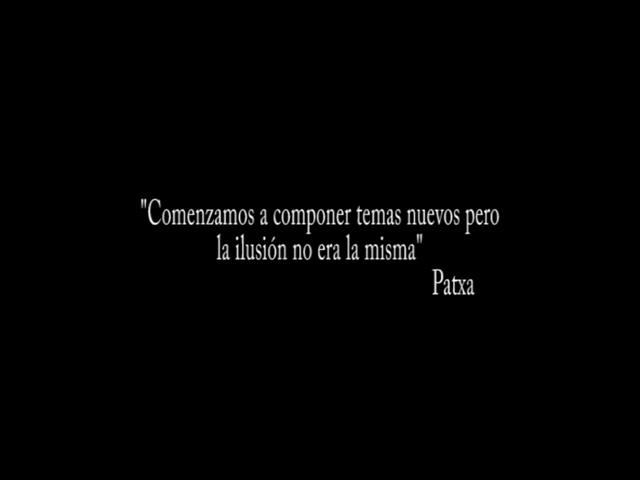 "Comenzamos a componer temas nuevos pero
la ilusión no era la misma"
Patxa